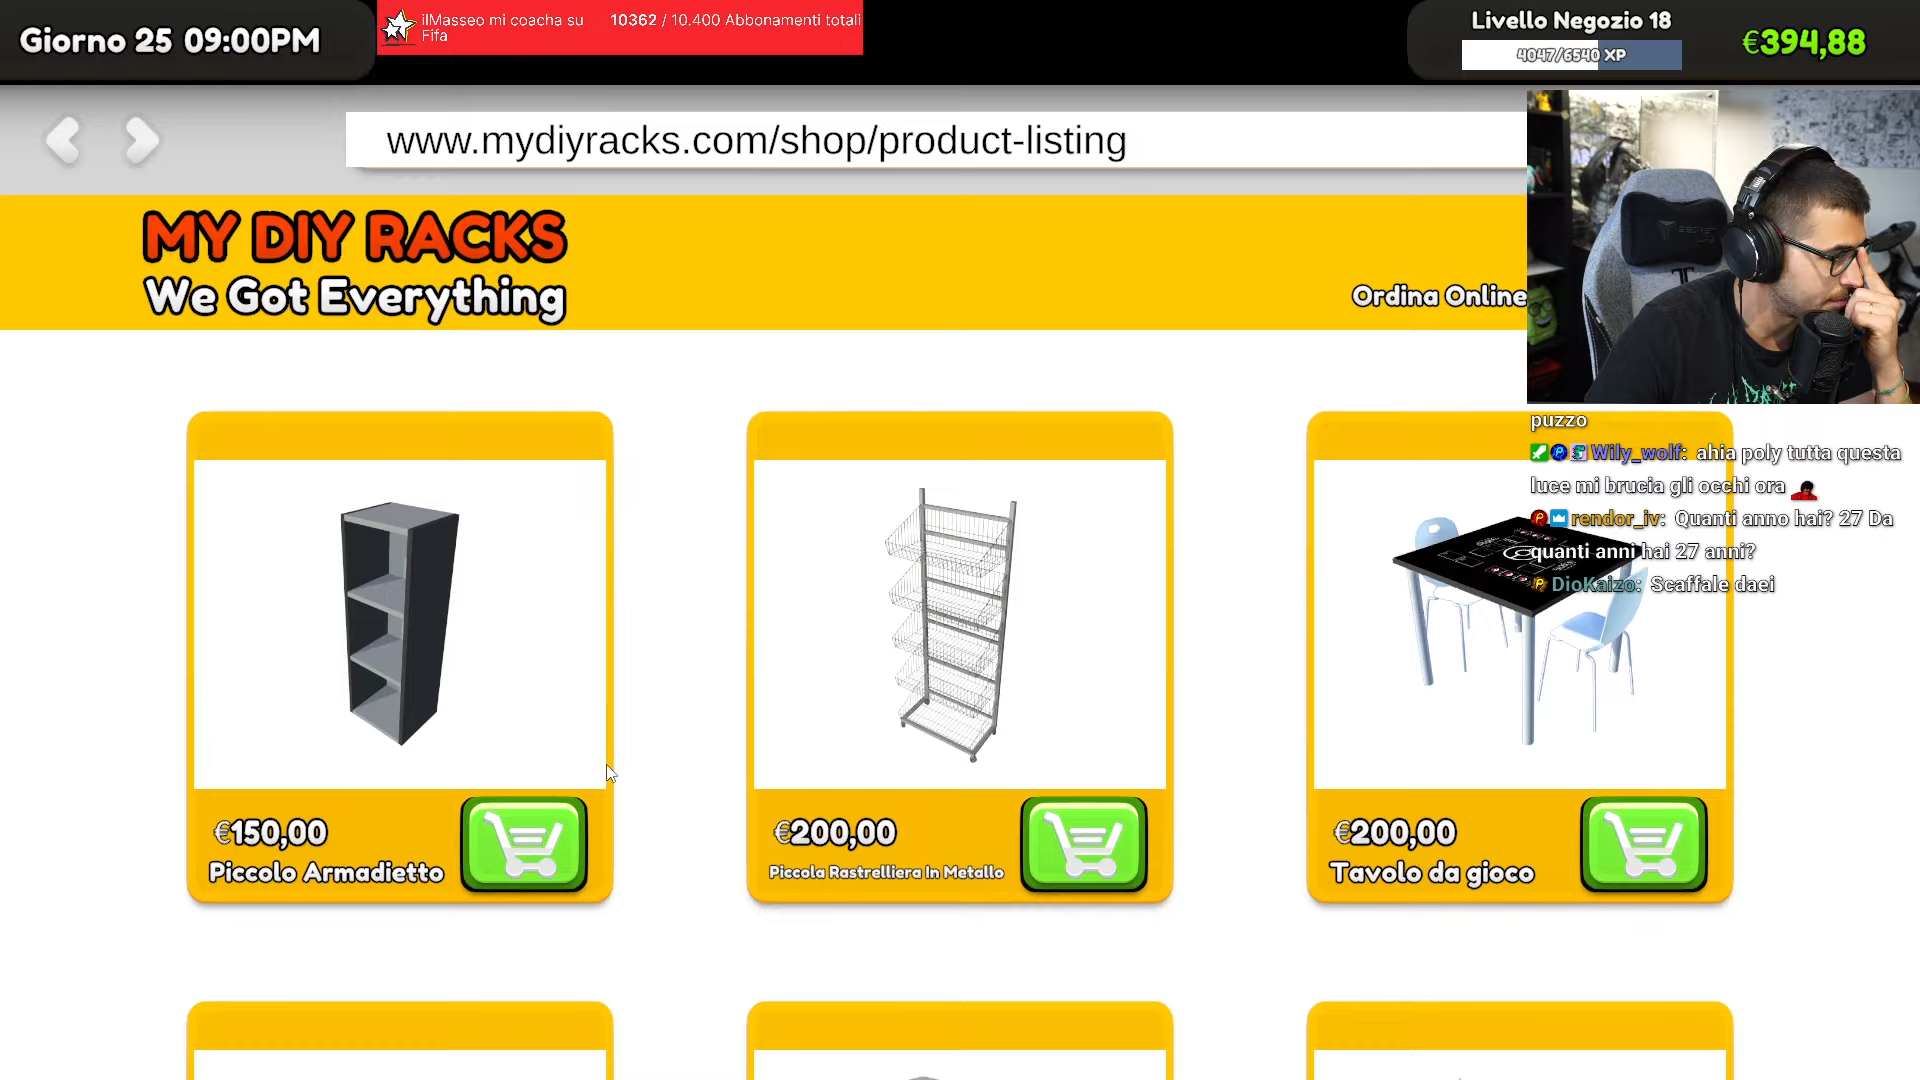 Giorno 25 09:00PM
ilMasseo mi coacha su
Fifa
10362 / 10.400 Abbonamenti totali
Livello Negozio 18
4047/6540 XP
€394,88
www.mydiyracks.com/shop/product-listing
MY DIY RACKS
We Got Everything
Ordina Online
puzzo
Wily_wolf: ahia poly tutta questa
luce mi brucia gli occhi ora
rendor_iv: Quanti anno hai? 27 Da
quanti anni hai 27 anni?
DioKaizo: Scaffale daei
€150,00
Piccolo Armadietto
€200,00
Piccola Rastrelliera In Metallo
€200,00
Tavolo da gioco